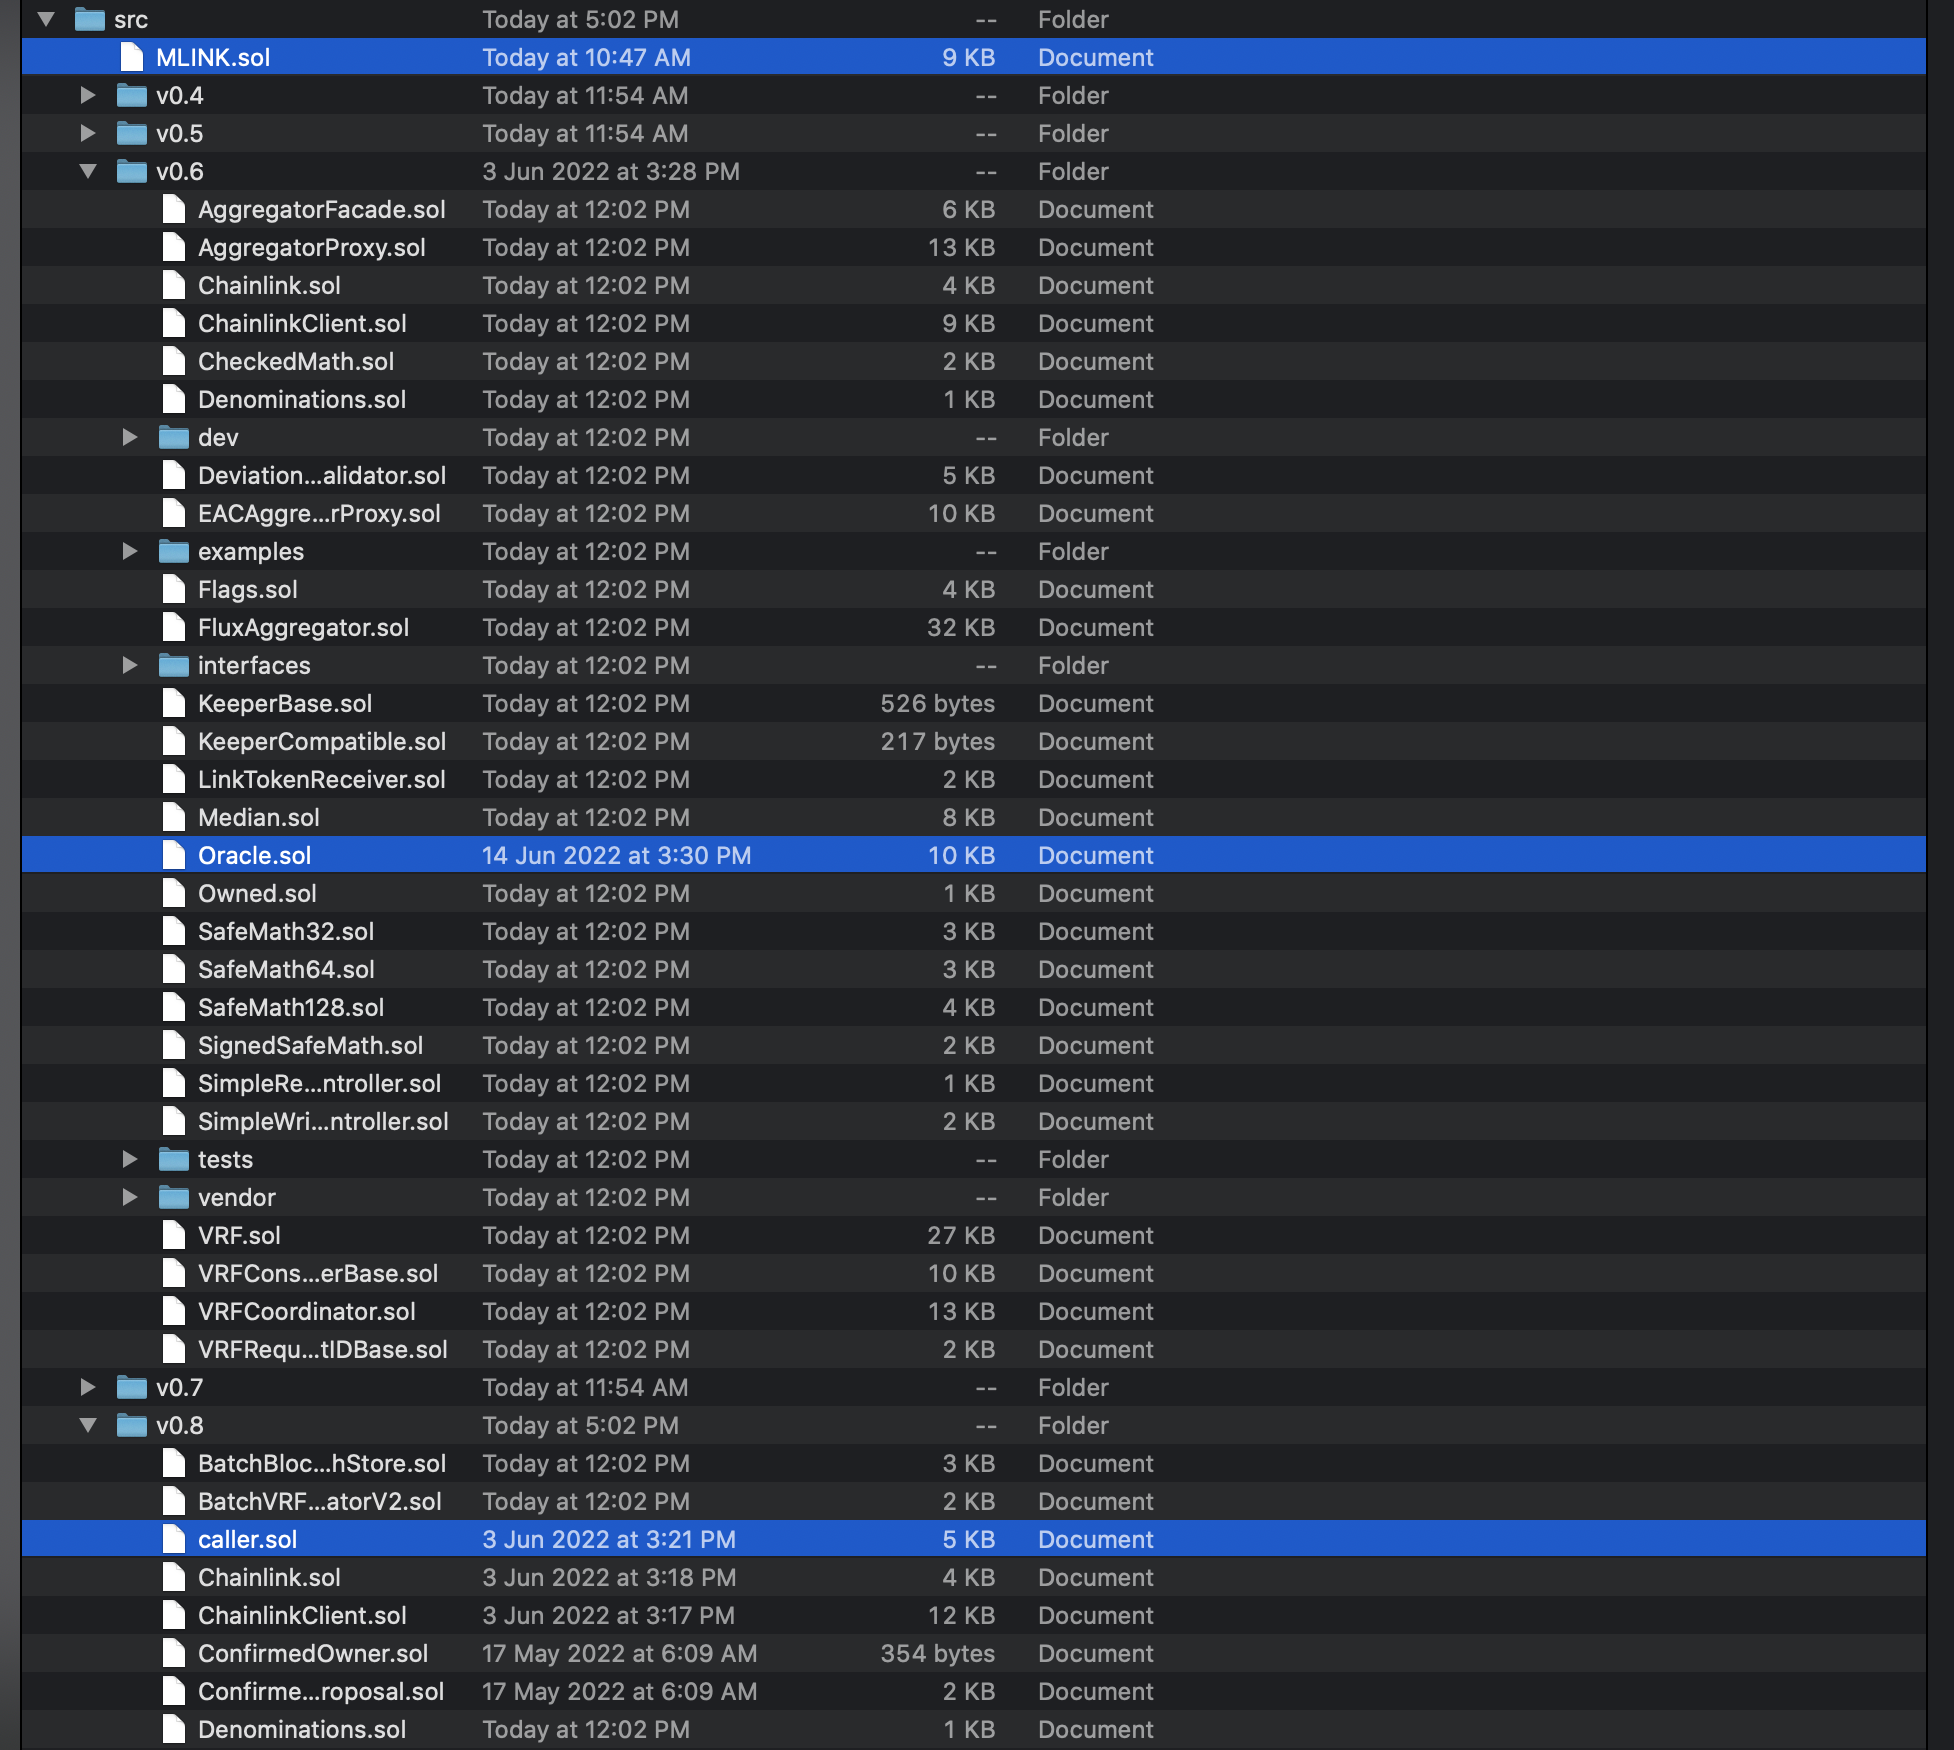 src Today at 5:02 PM -- Folder
MLINK.sol Today at 10:47 AM 9 KB Document
v0.4 Today at 11:54 AM -- Folder
v0.5 Today at 11:54 AM -- Folder
v0.6 3 Jun 2022 at 3:28 PM -- Folder
AggregatorFacade.sol Today at 12:02 PM 6 KB Document
AggregatorProxy.sol Today at 12:02 PM 13 KB Document
Chainlink.sol Today at 12:02 PM 4 KB Document
ChainlinkClient.sol Today at 12:02 PM 9 KB Document
CheckedMath.sol Today at 12:02 PM 2 KB Document
Denominations.sol Today at 12:02 PM 1 KB Document
dev Today at 12:02 PM -- Folder
Deviation...alidator.sol Today at 12:02 PM 5 KB Document
EACAggre...rProxy.sol Today at 12:02 PM 10 KB Document
examples Today at 12:02 PM -- Folder
Flags.sol Today at 12:02 PM 4 KB Document
FluxAggregator.sol Today at 12:02 PM 32 KB Document
interfaces Today at 12:02 PM -- Folder
KeeperBase.sol Today at 12:02 PM 526 bytes Document
KeeperCompatible.sol Today at 12:02 PM 217 bytes Document
LinkTokenReceiver.sol Today at 12:02 PM 2 KB Document
Median.sol Today at 12:02 PM 8 KB Document
Oracle.sol 14 Jun 2022 at 3:30 PM 10 KB Document
Owned.sol Today at 12:02 PM 1 KB Document
SafeMath32.sol Today at 12:02 PM 3 KB Document
SafeMath64.sol Today at 12:02 PM 3 KB Document
SafeMath128.sol Today at 12:02 PM 4 KB Document
SignedSafeMath.sol Today at 12:02 PM 2 KB Document
SimpleRe...ntroller.sol Today at 12:02 PM 1 KB Document
SimpleWri...ntroller.sol Today at 12:02 PM 2 KB Document
tests Today at 12:02 PM -- Folder
vendor Today at 12:02 PM -- Folder
VRF.sol Today at 12:02 PM 27 KB Document
VRFCons...erBase.sol Today at 12:02 PM 10 KB Document
VRFCoordinator.sol Today at 12:02 PM 13 KB Document
VRFRequ...tIDBase.sol Today at 12:02 PM 2 KB Document
v0.7 Today at 11:54 AM -- Folder
v0.8 Today at 5:02 PM -- Folder
BatchBloc...hStore.sol Today at 12:02 PM 3 KB Document
BatchVRF...atorV2.sol Today at 12:02 PM 2 KB Document
caller.sol 3 Jun 2022 at 3:21 PM 5 KB Document
Chainlink.sol 3 Jun 2022 at 3:18 PM 4 KB Document
ChainlinkClient.sol 3 Jun 2022 at 3:17 PM 12 KB Document
ConfirmedOwner.sol 17 May 2022 at 6:09 AM 354 bytes Document
Confirme...roposal.sol 17 May 2022 at 6:09 AM 2 KB Document
Denominations.sol Today at 12:02 PM 1 KB Document